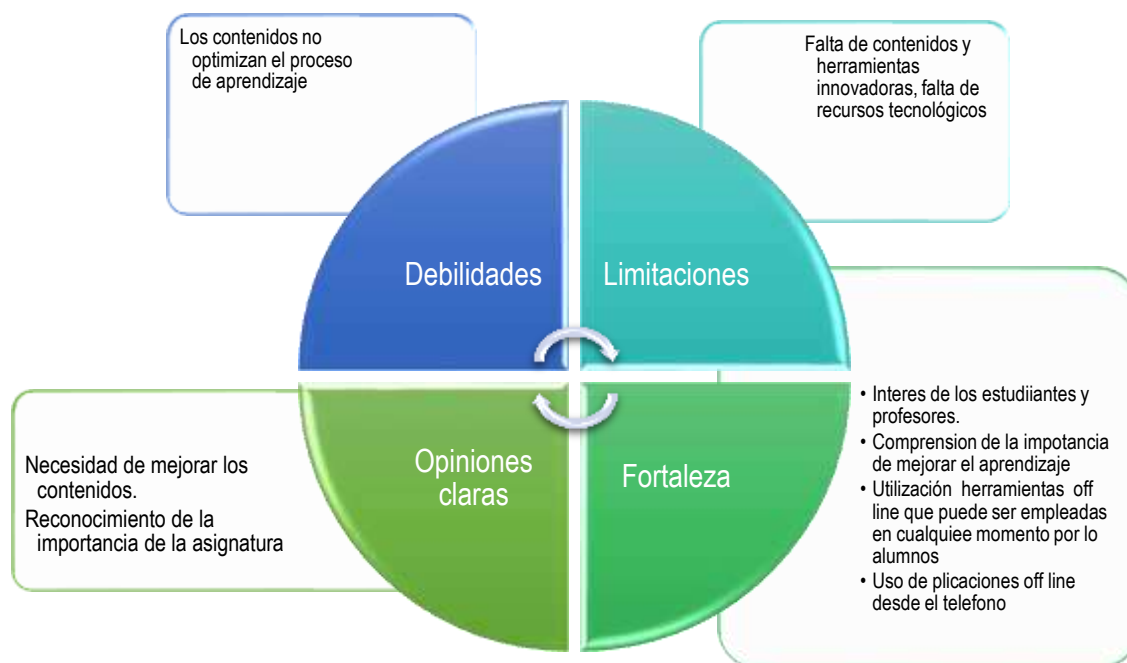 Los contenidos no
optimizan el proceso
de aprendizaje
Falta de contenidos y
herramientas
innovadoras, falta de
recursos tecnológicos
Debilidades
Limitaciones
Opiniones
claras
Fortaleza
Necesidad de mejorar los
contenidos.
Reconocimiento de la
importancia de la asignatura
• Interes de los estudiiantes y
profesores.
• Comprension de la impotancia
de mejorar el aprendizaje
• Utilización herramientas off
line que puede ser empleadas
en cualquiee momento por lo
alumnos
• Uso de plicaciones off line
desde el telefono